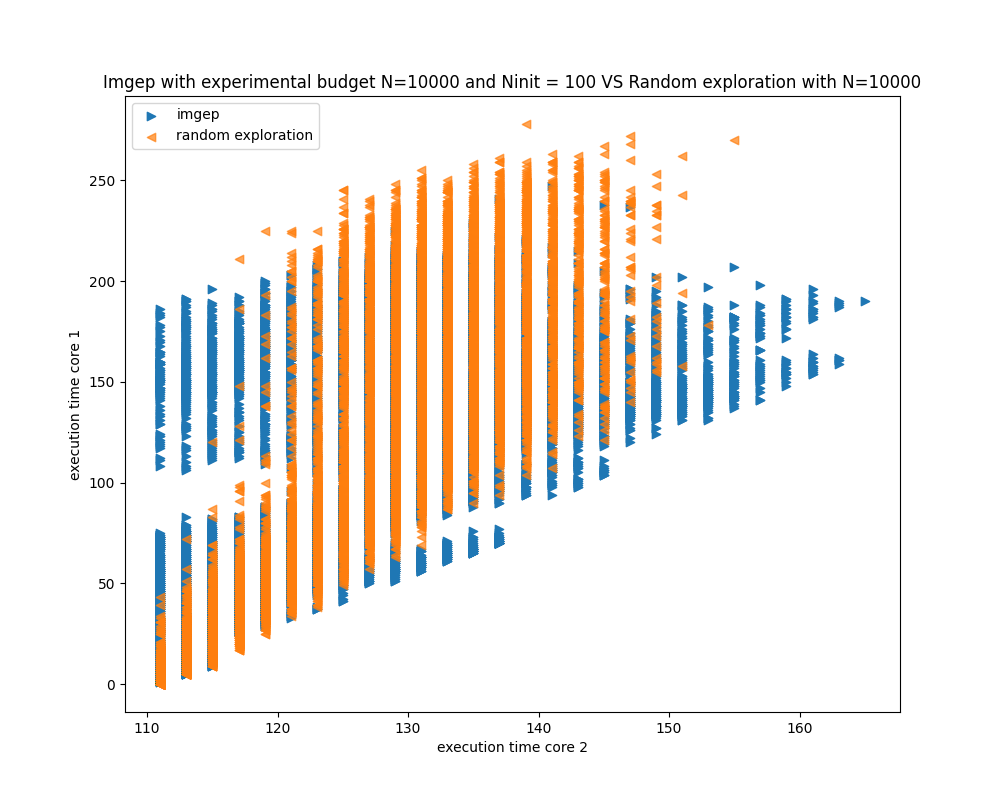 Imgep with experimental budget N=10000 and Ninit = 100 VS Random exploration with N=10000
imgep
random exploration
250
200
150
100
50
0
execution time core 1
110 120 130 140 150 160
execution time core 2